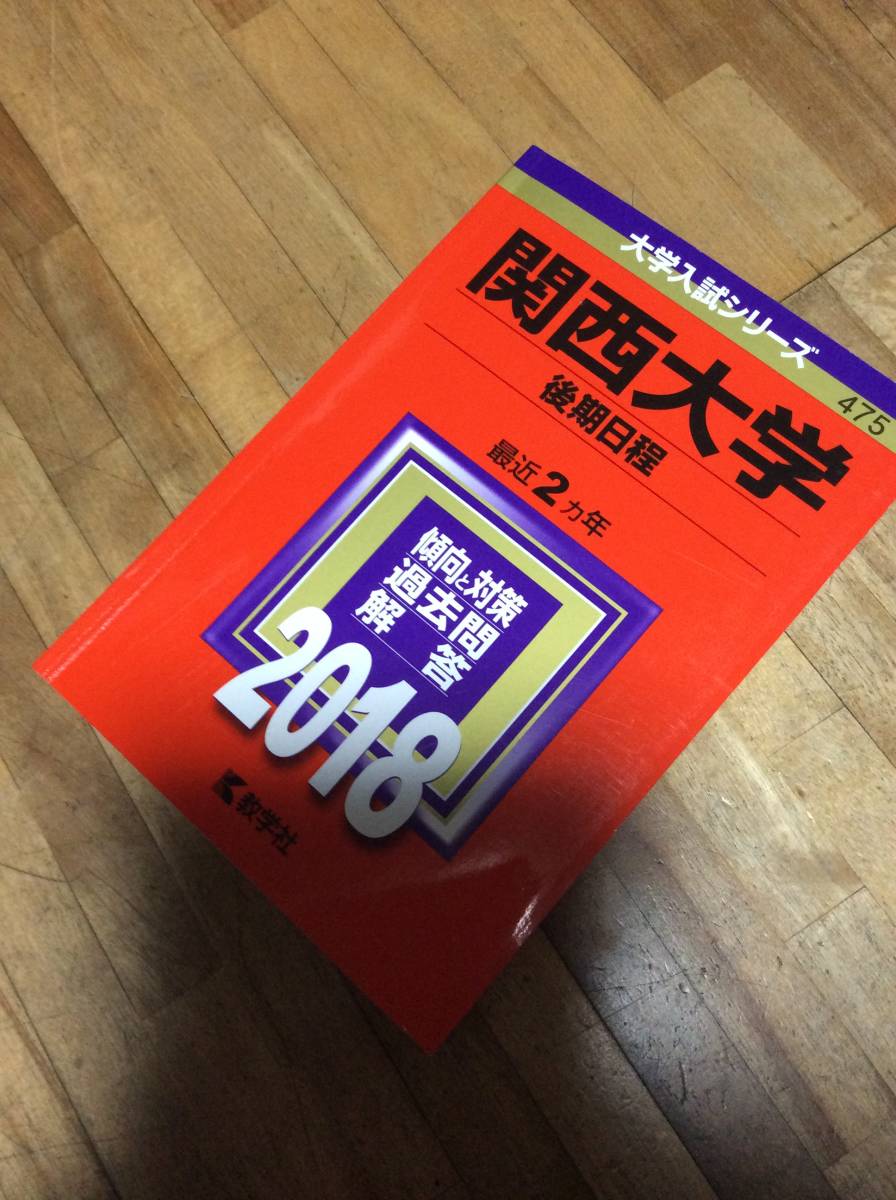 大学入試シリーズ
475
関西大学
後期日程
最近2カ年
傾向と対策
過去問
解答
2018
教学社